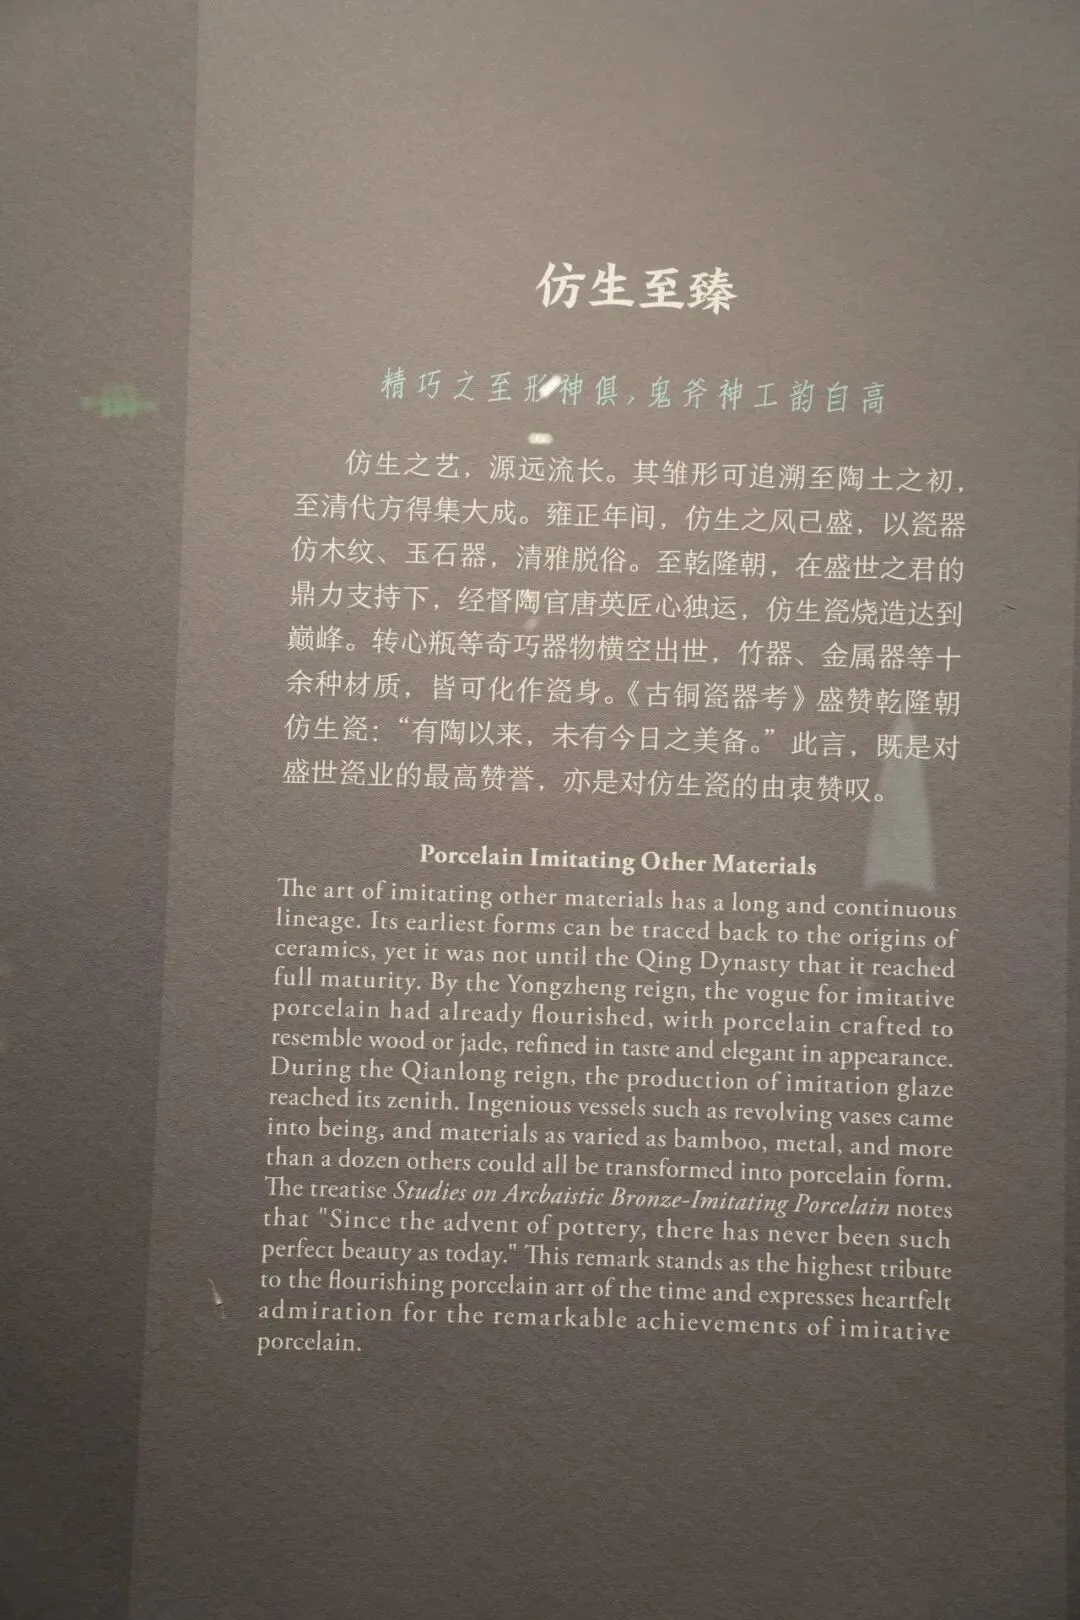 仿生至臻
精巧之至形神俱,鬼斧神工韵自高
仿生之艺，源远流长。其雏形可追溯至陶土之初，
至清代方得集大成。雍正年间，仿生之风已盛，以瓷器
仿木纹、玉石器，清雅脱俗。至乾隆朝，在盛世之君的
鼎力支持下，经督陶官唐英匠心独运，仿生瓷烧造达到
巅峰。转心瓶等奇巧器物横空出世，竹器、金属器等十
余种材质，皆可化作瓷身。《古铜瓷器考》盛赞乾隆朝
仿生瓷：“有陶以来，未有今日之美备。”此言，既是对
盛世瓷业的最高赞誉，亦是对仿生瓷的由衷赞叹。
Porcelain Imitating Other Materials
The art of imitating other materials has a long and continuous
lineage. Its earliest forms can be traced back to the origins of
ceramics, yet it was not until the Qing Dynasty that it reached
full maturity. By the Yongzheng reign, the vogue for imitative
porcelain had already flourished, with porcelain crafted to
resemble wood or jade, refined in taste and elegant in appearance.
During the Qianlong reign, the production of imitation glaze
reached its zenith. Ingenious vessels such as revolving vases came
into being, and materials as varied as bamboo, metal, and more
than a dozen others could all be transformed into porcelain form.
The treatise Studies on Archaistic Bronze-Imitating Porcelain notes
that "Since the advent of pottery, there has never been such
perfect beauty as today." This remark stands as the highest tribute
to the flourishing porcelain art of the time and expresses heartfelt
admiration for the remarkable achievements of imitative
porcelain.